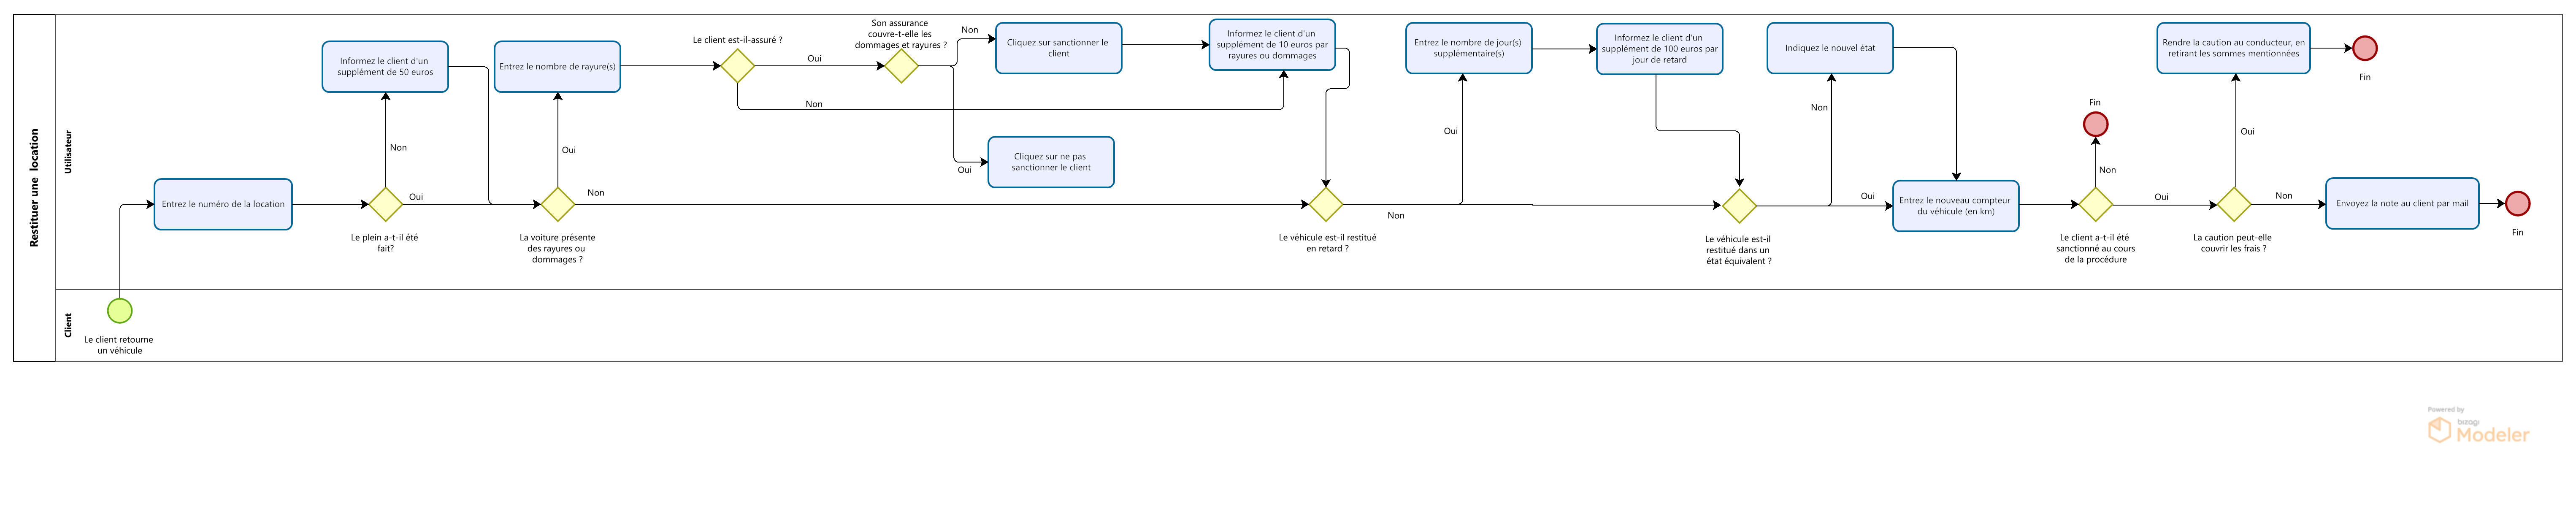 Restituer une location
Utilisateur
Client
Le client retourne
un véhicule
Entrez le numéro de la location
Le plein a-t-il été
fait?
Non
Oui
Informez le client d'un
supplément de 50 euros
La voiture présente
des rayures ou
dommages ?
Oui
Non
Entrez le nombre de rayure(s)
Le client est-il-assuré ?
Oui
Non
Son assurance
couvre-t-elle les
dommages et rayures ?
Non
Oui
Cliquez sur sanctionner le
client
Cliquez sur ne pas
sanctionner le client
Informez le client d'un
supplément de 10 euros par
rayures ou dommages
Le véhicule est-il restitué
en retard ?
Non
Oui
Entrez le nombre de jour(s)
supplémentaire(s)
Informez le client d'un
supplément de 100 euros par
jour de retard
Le véhicule est-il
restitué dans un
état équivalent ?
Non
Oui
Indiquez le nouvel état
Entrez le nouveau compteur
du véhicule (en km)
Le client a-t-il été
sanctionné au cours
de la procédure
Non
Fin
Oui
La caution peut-elle
couvrir les frais ?
Oui
Non
Rendre la caution au conducteur, en
retirant les sommes mentionnées
Fin
Envoyez la note au client par mail
Fin
Powered by
bizagi
Modeler